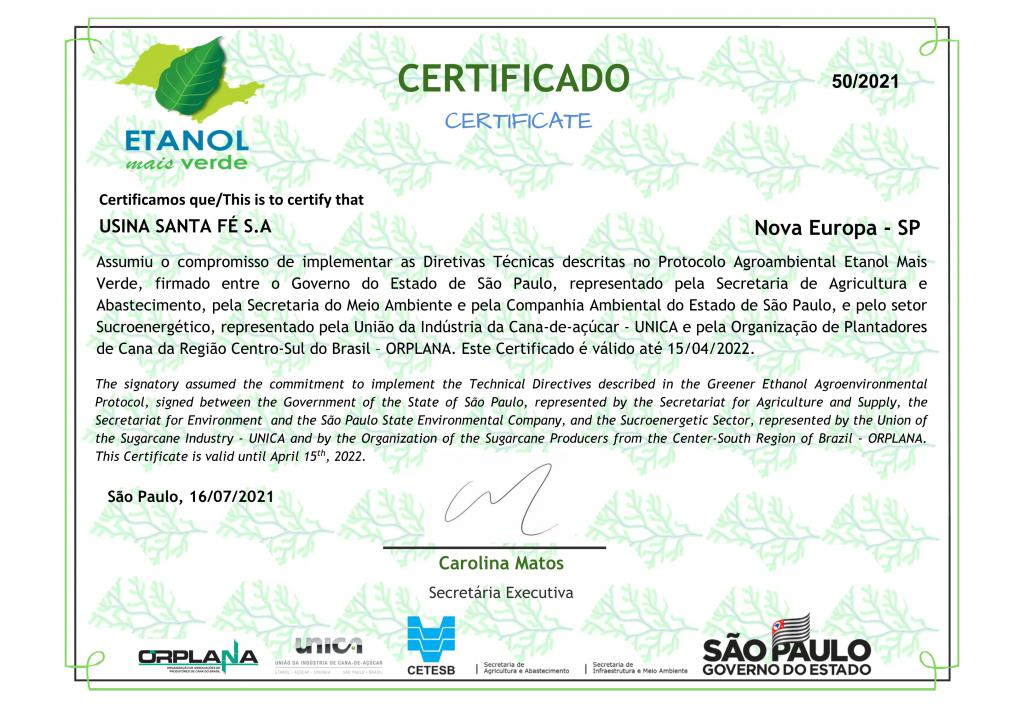 CERTIFICADO
50/2021
CERTIFICATE
ETANOL
mais verde
Certificamos que/This is to certify that
USINA SANTA FÉ S.A
Nova Europa - SP
Assumiu o compromisso de implementar as Diretivas Técnicas descritas no Protocolo Agroambiental Etanol Mais
Verde, firmado entre o Governo do Estado de São Paulo, representado pela Secretaria de Agricultura e
Abastecimento, pela Secretaria do Meio Ambiente e pela Companhia Ambiental do Estado de São Paulo, e pelo setor
Sucroenergético, representado pela União da Indústria da Cana-de-açúcar - UNICA e pela Organização de Plantadores
de Cana da Região Centro-Sul do Brasil – ORPLANA. Este Certificado é válido até 15/04/2022.
The signatory assumed the commitment to implement the Technical Directives described in the Greener Ethanol Agroenvironmental
Protocol, signed between the Government of the State of São Paulo, represented by the Secretariat for Agriculture and Supply, the
Secretariat for Environment and the São Paulo State Environmental Company, and the Sucroenergetic Sector, represented by the Union of
the Sugarcane Industry - UNICA and by the Organization of the Sugarcane Producers from the Center-South Region of Brazil - ORPLANA.
This Certificate is valid until April 15th, 2022.
São Paulo, 16/07/2021
Carolina Matos
Secretária Executiva
ORPLANA
ORGANIZAÇÃO DE ASSOCIAÇÕES DE
PRODUTORES DE CANA DO BRASIL
unica
UNIÃO DA INDÚSTRIA DE CANA-DE-AÇÚCAR
ETANOL - AÇÚCAR - ENERGIA SÃO PAULO - BRASIL
CETESB
Secretaria de
Agricultura e Abastecimento
Secretaria de
Infraestrutura e Meio Ambiente
SÃO PAULO
GOVERNO DO ESTADO